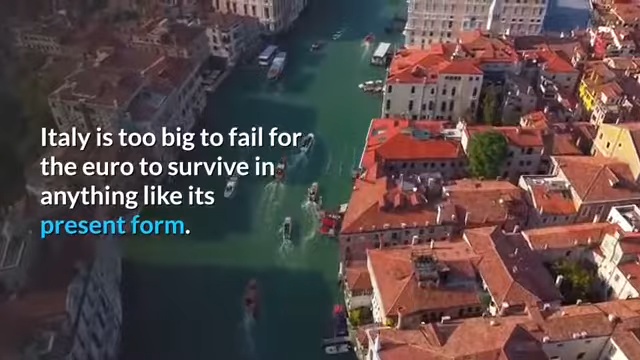 Italy is too big to fail for
the euro to survive in
anything like its
present form.